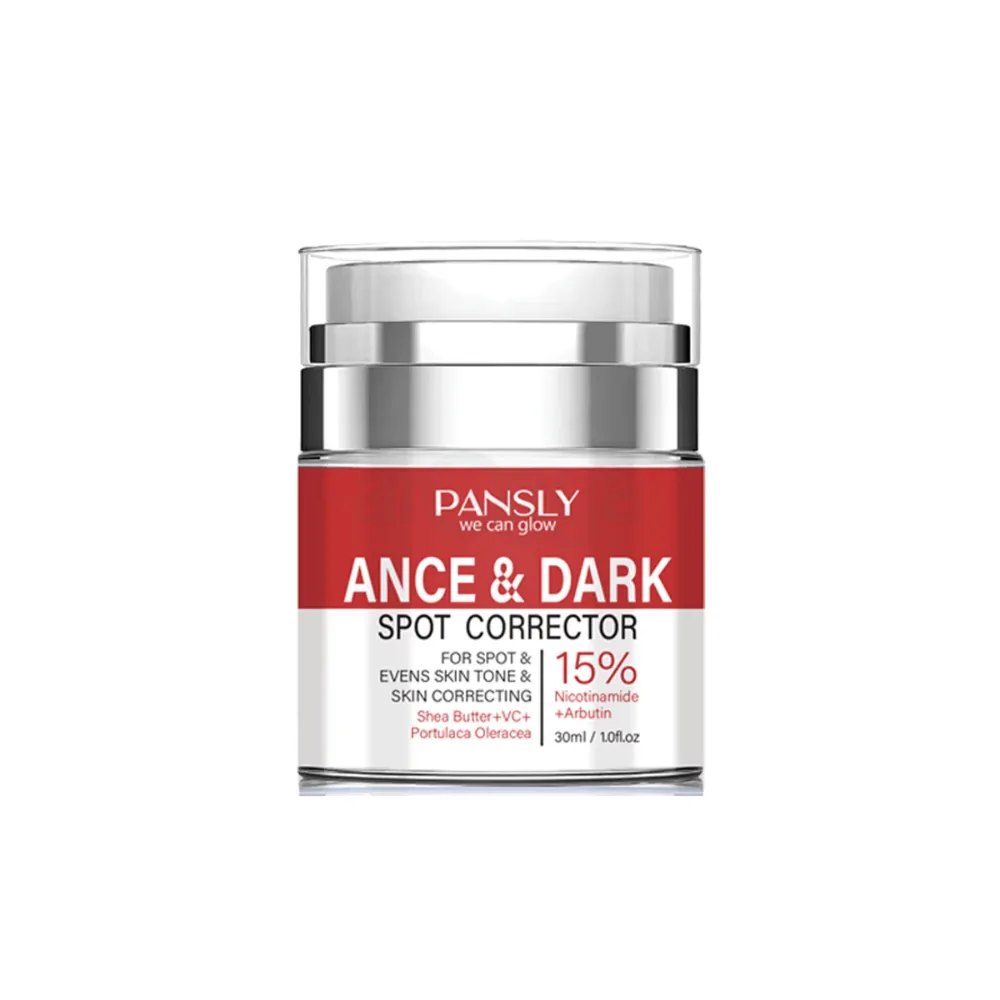 PANSLY
we can glow
ANCE & DARK
SPOT CORRECTOR
FOR SPOT &
EVENS SKIN TONE &
SKIN CORRECTING
Shea Butter+VC+
Portulaca Oleracea
15%
Nicotinamide
+Arbutin
30ml / 1.0fl.oz